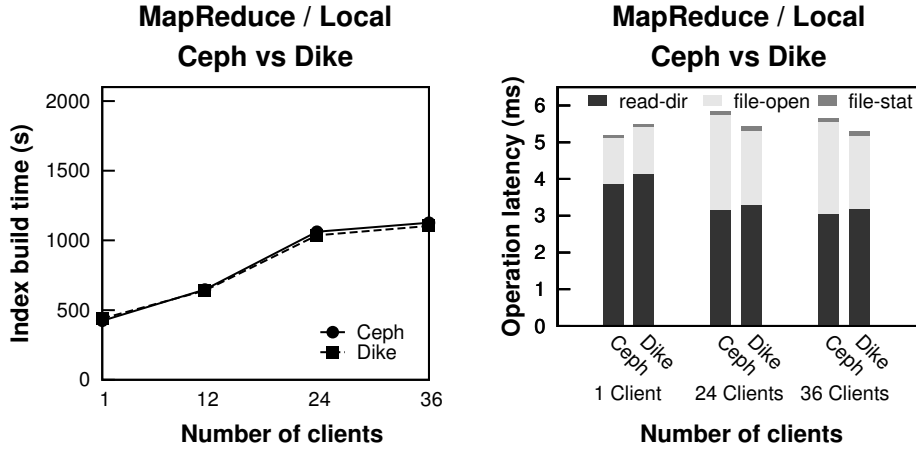 MapReduce / Local
Ceph vs Dike
Index build time (s)
2000
1500
1000
500
0
Ceph
Dike
1 12 24 36
Number of clients
MapReduce / Local
Ceph vs Dike
Operation latency (ms)
read-dir file-open file-stat
6
5
4
3
2
1
0
Ceph Dike Ceph Dike Ceph Dike
1 Client 24 Clients 36 Clients
Number of clients